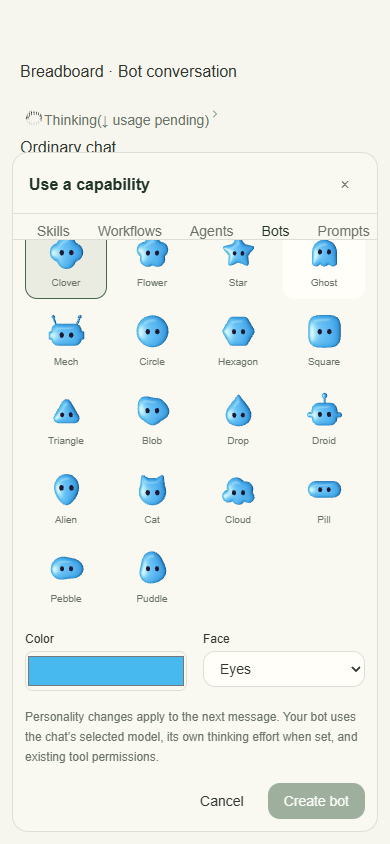 Breadboard · Bot conversation
Thinking(↓ usage pending) >
Ordinary chat
Use a capability ×
Skills Workflows Agents Bots Prompts
Clover Flower Star Ghost
Mech Circle Hexagon Square
Triangle Blob Drop Droid
Alien Cat Cloud Pill
Pebble Puddle
Color Face
Eyes
Personality changes apply to the next message. Your bot uses
the chat's selected model, its own thinking effort when set, and
existing tool permissions.
Cancel Create bot